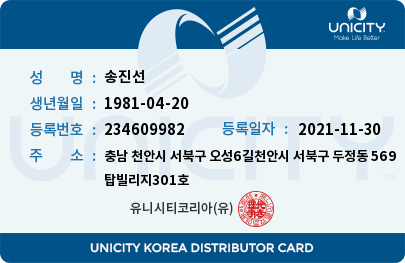 UNICITY
Make Life Better
성 명 : 송진선
생년월일 : 1981-04-20
등록번호 : 234609982 등록일자 : 2021-11-30
주 소 : 충남 천안시 서북구 오성6길천안시 서북구 두정동 569
탑빌리지301호
UNICITY
TM
유니시티코리아(유)
UNICITY KOREA DISTRIBUTOR CARD